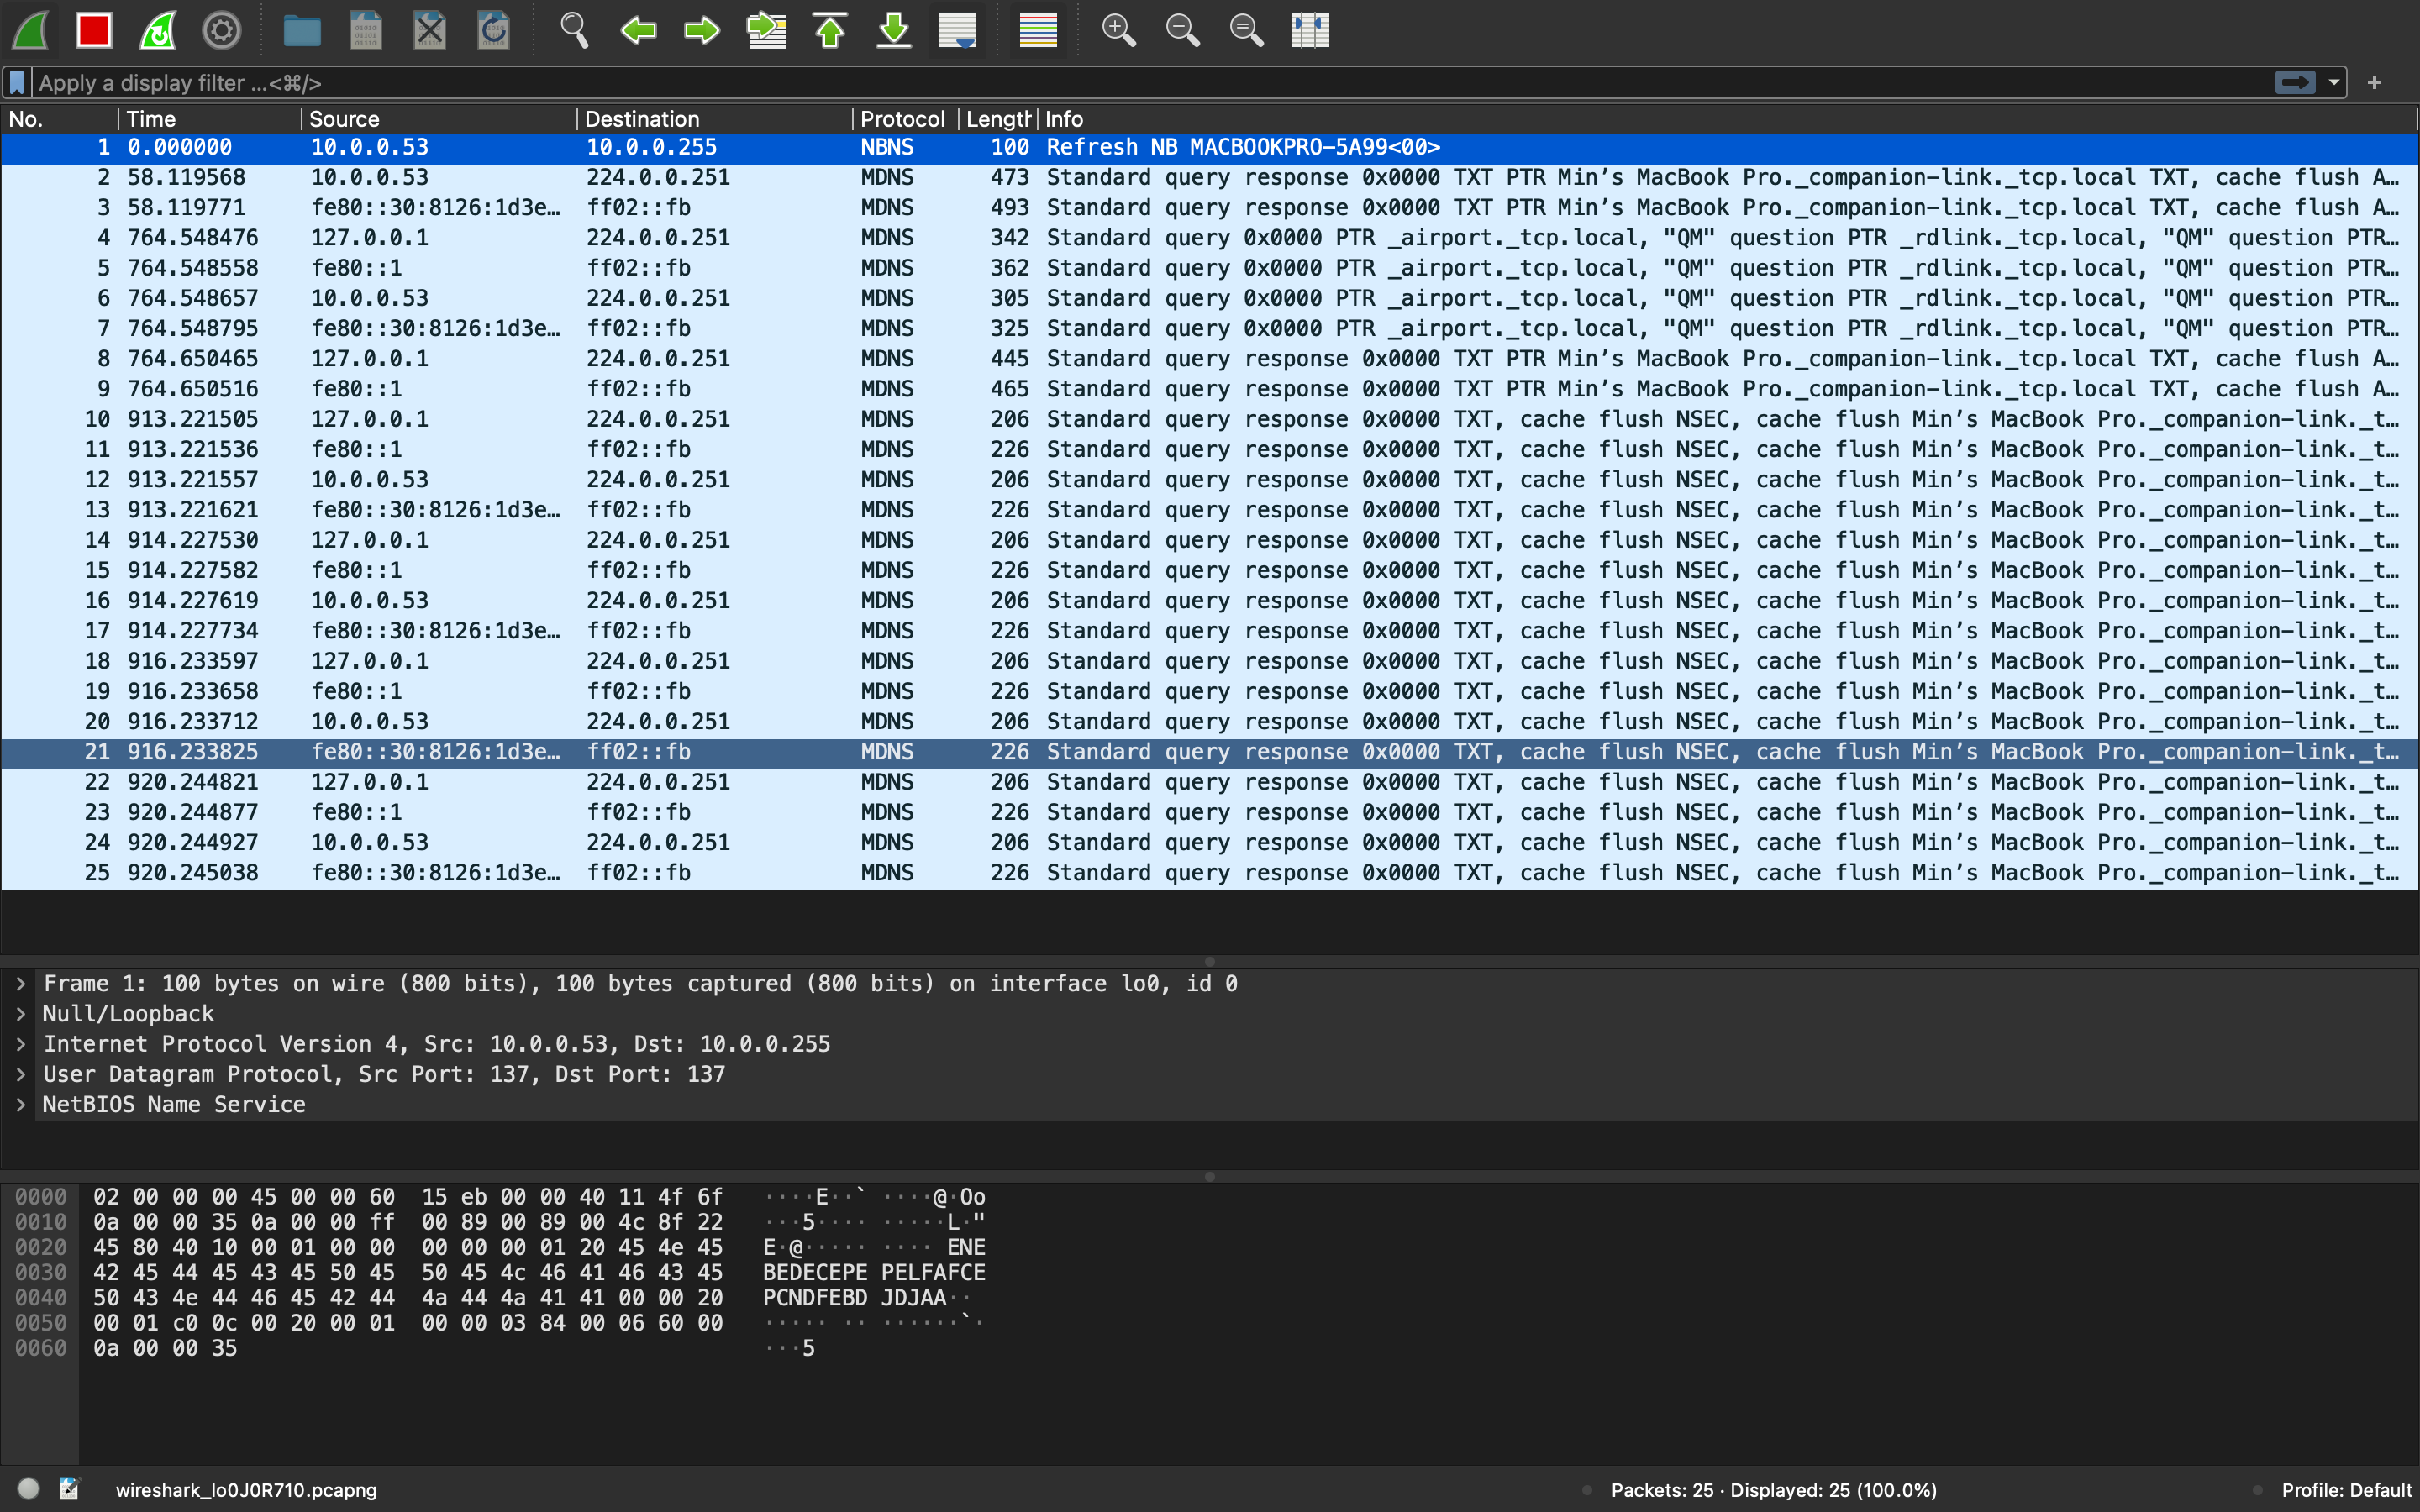 Apply a display filter ...<⌘/>
No. Time Source Destination Protocol Length Info
1 0.000000 10.0.0.53 10.0.0.255 NBNS 100 Refresh NB MACBOOKPRO-5A99<00>
2 58.119568 10.0.0.53 224.0.0.251 MDNS 473 Standard query response 0x0000 TXT PTR Min’s MacBook Pro._companion-link._tcp.local TXT, cache flush A…
3 58.119771 fe80::30:8126:1d3e… ff02::fb MDNS 493 Standard query response 0x0000 TXT PTR Min’s MacBook Pro._companion-link._tcp.local TXT, cache flush A…
4 764.548476 127.0.0.1 224.0.0.251 MDNS 342 Standard query 0x0000 PTR _airport._tcp.local, "QM" question PTR _rdlink._tcp.local, "QM" question PTR…
5 764.548558 fe80::1 ff02::fb MDNS 362 Standard query 0x0000 PTR _airport._tcp.local, "QM" question PTR _rdlink._tcp.local, "QM" question PTR…
6 764.548657 10.0.0.53 224.0.0.251 MDNS 305 Standard query 0x0000 PTR _airport._tcp.local, "QM" question PTR _rdlink._tcp.local, "QM" question PTR…
7 764.548795 fe80::30:8126:1d3e… ff02::fb MDNS 325 Standard query 0x0000 PTR _airport._tcp.local, "QM" question PTR _rdlink._tcp.local, "QM" question PTR…
8 764.650465 127.0.0.1 224.0.0.251 MDNS 445 Standard query response 0x0000 TXT PTR Min’s MacBook Pro._companion-link._tcp.local TXT, cache flush A…
9 764.650516 fe80::1 ff02::fb MDNS 465 Standard query response 0x0000 TXT PTR Min’s MacBook Pro._companion-link._tcp.local TXT, cache flush A…
10 913.221505 127.0.0.1 224.0.0.251 MDNS 206 Standard query response 0x0000 TXT, cache flush NSEC, cache flush Min’s MacBook Pro._companion-link._t…
11 913.221536 fe80::1 ff02::fb MDNS 226 Standard query response 0x0000 TXT, cache flush NSEC, cache flush Min’s MacBook Pro._companion-link._t…
12 913.221557 10.0.0.53 224.0.0.251 MDNS 206 Standard query response 0x0000 TXT, cache flush NSEC, cache flush Min’s MacBook Pro._companion-link._t…
13 913.221621 fe80::30:8126:1d3e… ff02::fb MDNS 226 Standard query response 0x0000 TXT, cache flush NSEC, cache flush Min’s MacBook Pro._companion-link._t…
14 914.227530 127.0.0.1 224.0.0.251 MDNS 206 Standard query response 0x0000 TXT, cache flush NSEC, cache flush Min’s MacBook Pro._companion-link._t…
15 914.227582 fe80::1 ff02::fb MDNS 226 Standard query response 0x0000 TXT, cache flush NSEC, cache flush Min’s MacBook Pro._companion-link._t…
16 914.227619 10.0.0.53 224.0.0.251 MDNS 206 Standard query response 0x0000 TXT, cache flush NSEC, cache flush Min’s MacBook Pro._companion-link._t…
17 914.227734 fe80::30:8126:1d3e… ff02::fb MDNS 226 Standard query response 0x0000 TXT, cache flush NSEC, cache flush Min’s MacBook Pro._companion-link._t…
18 916.233597 127.0.0.1 224.0.0.251 MDNS 206 Standard query response 0x0000 TXT, cache flush NSEC, cache flush Min’s MacBook Pro._companion-link._t…
19 916.233658 fe80::1 ff02::fb MDNS 226 Standard query response 0x0000 TXT, cache flush NSEC, cache flush Min’s MacBook Pro._companion-link._t…
20 916.233712 10.0.0.53 224.0.0.251 MDNS 206 Standard query response 0x0000 TXT, cache flush NSEC, cache flush Min’s MacBook Pro._companion-link._t…
21 916.233825 fe80::30:8126:1d3e… ff02::fb MDNS 226 Standard query response 0x0000 TXT, cache flush NSEC, cache flush Min’s MacBook Pro._companion-link._t…
22 920.244821 127.0.0.1 224.0.0.251 MDNS 206 Standard query response 0x0000 TXT, cache flush NSEC, cache flush Min’s MacBook Pro._companion-link._t…
23 920.244877 fe80::1 ff02::fb MDNS 226 Standard query response 0x0000 TXT, cache flush NSEC, cache flush Min’s MacBook Pro._companion-link._t…
24 920.244927 10.0.0.53 224.0.0.251 MDNS 206 Standard query response 0x0000 TXT, cache flush NSEC, cache flush Min’s MacBook Pro._companion-link._t…
25 920.245038 fe80::30:8126:1d3e… ff02::fb MDNS 226 Standard query response 0x0000 TXT, cache flush NSEC, cache flush Min’s MacBook Pro._companion-link._t…
Frame 1: 100 bytes on wire (800 bits), 100 bytes captured (800 bits) on interface lo0, id 0
Null/Loopback
Internet Protocol Version 4, Src: 10.0.0.53, Dst: 10.0.0.255
User Datagram Protocol, Src Port: 137, Dst Port: 137
NetBIOS Name Service
0000 02 00 00 00 45 00 00 60 15 eb 00 00 40 11 4f 6f ····E··` ····@·Oo
0010 0a 00 00 35 0a 00 00 ff 00 89 00 89 00 4c 8f 22 ···5···· ·····L·"
0020 45 80 40 10 00 01 00 00 00 00 00 01 20 45 4e 45 E·@····· ···· ENE
0030 42 45 44 45 43 45 50 45 50 45 4c 46 41 46 43 45 BEDECEPE PELFAFCE
0040 50 43 4e 44 46 45 42 44 4a 44 4a 41 41 00 00 20 PCNDFEBD JDJAA··
0050 00 01 c0 0c 00 20 00 01 00 00 03 84 00 06 60 00 ····· ·· ······`·
0060 0a 00 00 35 ···5
wireshark_lo0J0R710.pcapng Packets: 25 · Displayed: 25 (100.0%) Profile: Default